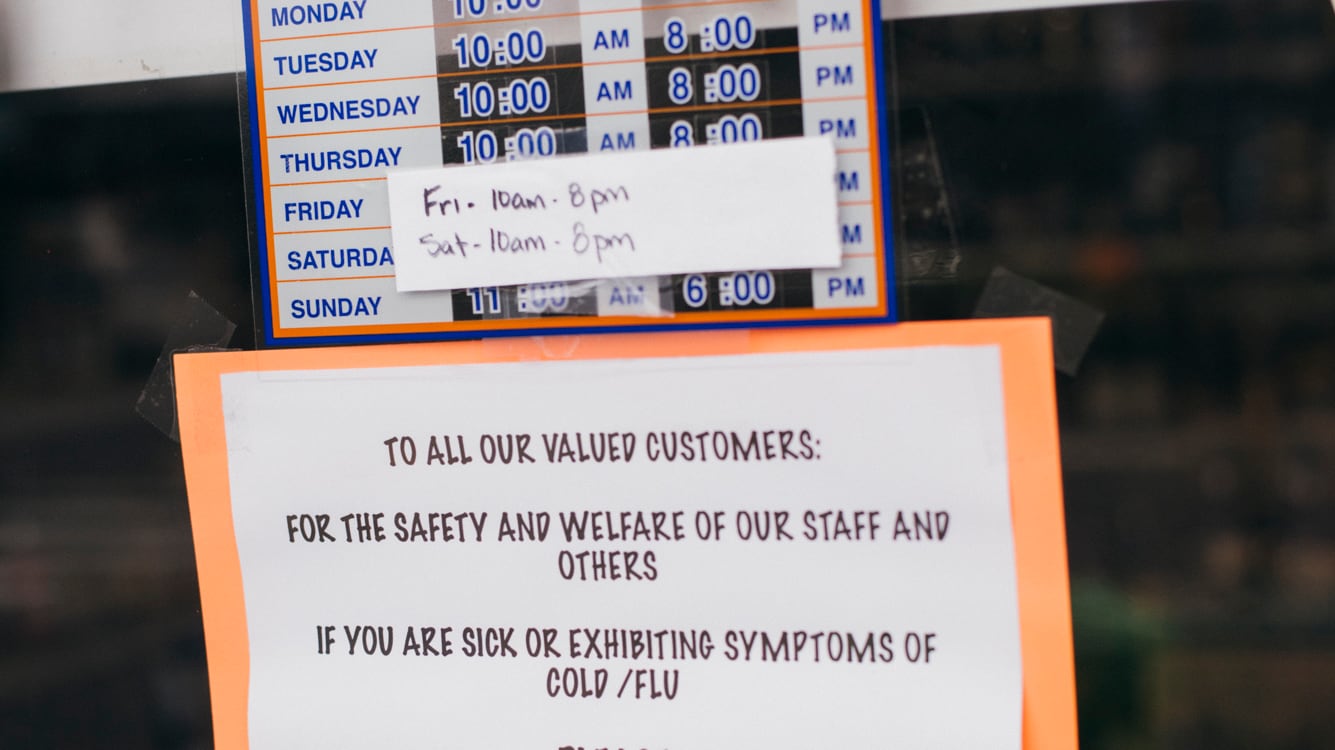 MONDAY 10:00
TUESDAY 10:00 AM 8:00 PM
WEDNESDAY 10:00 AM 8:00 PM
THURSDAY 10:00 AM 8:00 PM
FRIDAY
Fri- 10am- 8pm
SATURDA
Sat-10am-8pm
SUNDAY 11:00 AM 6:00 PM
TO ALL OUR VALUED CUSTOMERS:
FOR THE SAFETY AND WELFARE OF OUR STAFF AND
OTHERS
IF YOU ARE SICK OR EXHIBITING SYMPTOMS OF
COLD /FLU